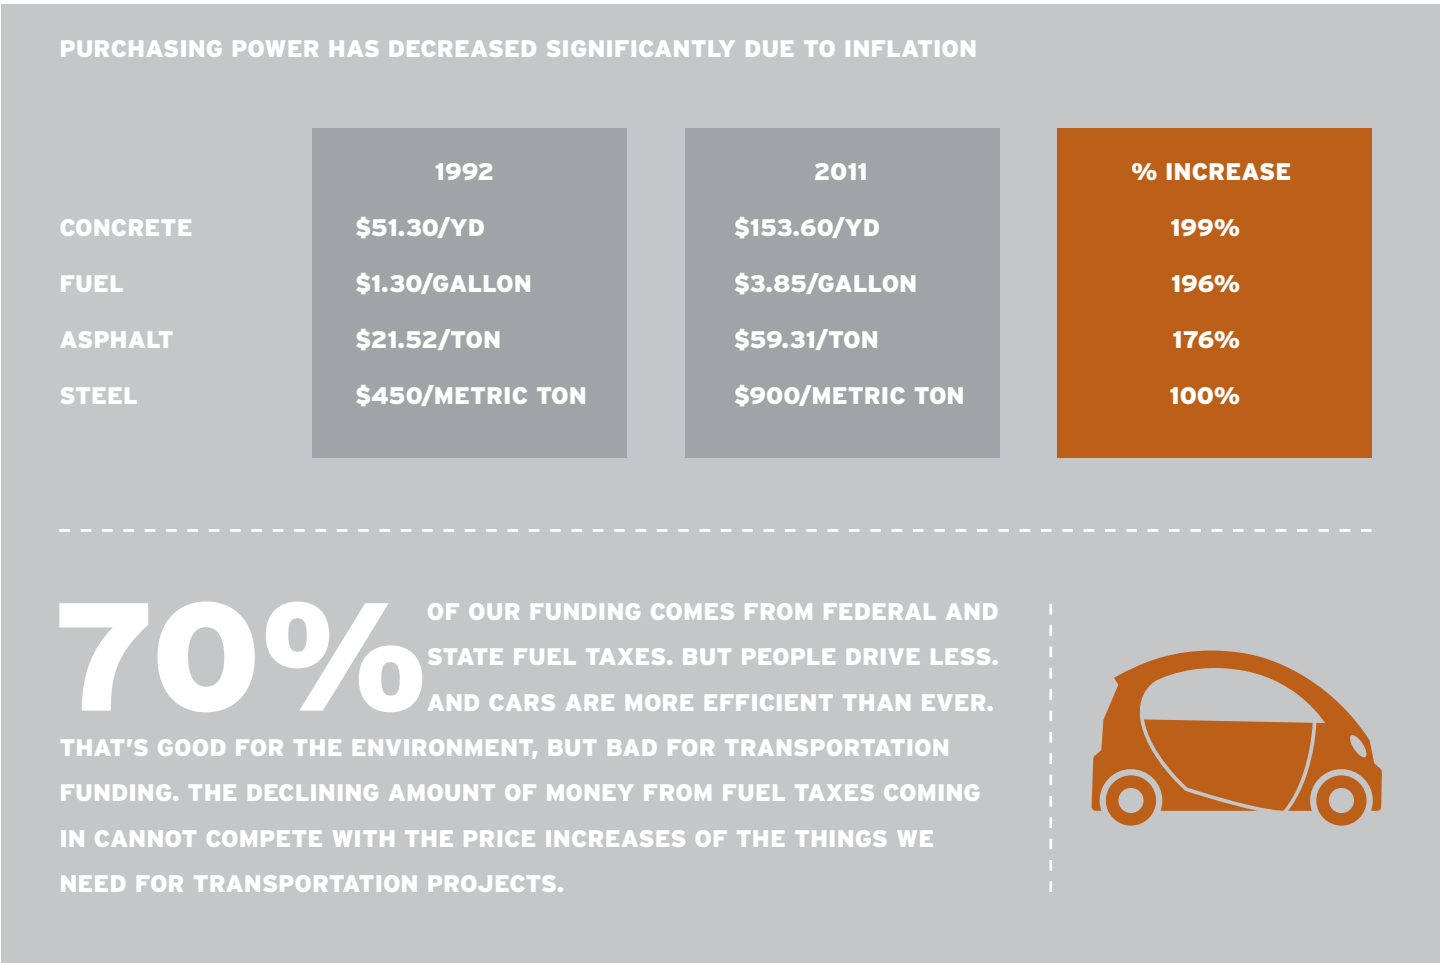 PURCHASING POWER HAS DECREASED SIGNIFICANTLY DUE TO INFLATION
1992 2011 % INCREASE
CONCRETE $51.30/YD $153.60/YD 199%
FUEL $1.30/GALLON $3.85/GALLON 196%
ASPHALT $21.52/TON $59.31/TON 176%
STEEL $450/METRIC TON $900/METRIC TON 100%
70% OF OUR FUNDING COMES FROM FEDERAL AND
STATE FUEL TAXES. BUT PEOPLE DRIVE LESS.
AND CARS ARE MORE EFFICIENT THAN EVER.
THAT'S GOOD FOR THE ENVIRONMENT, BUT BAD FOR TRANSPORTATION
FUNDING. THE DECLINING AMOUNT OF MONEY FROM FUEL TAXES COMING
IN CANNOT COMPETE WITH THE PRICE INCREASES OF THE THINGS WE
NEED FOR TRANSPORTATION PROJECTS.